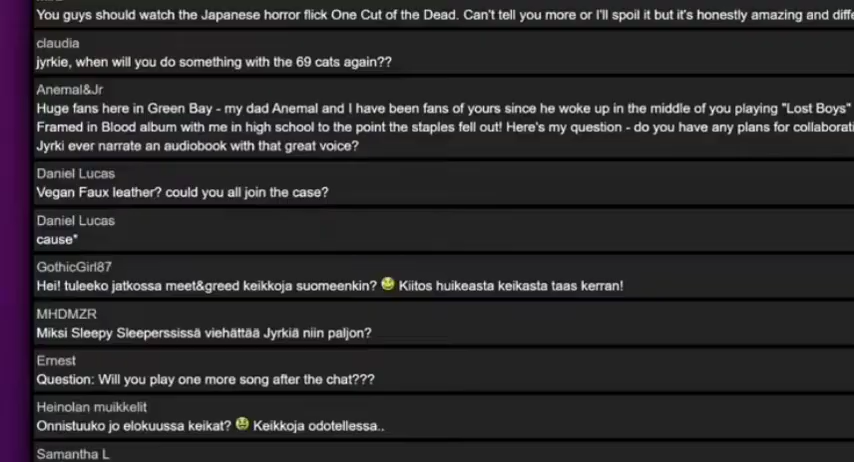 You guys should watch the Japanese horror flick One Cut of the Dead. Can't tell you more or I'll spoil it but it's honestly amazing and
claudia
jyrkie, when will you do something with the 69 cats again??
Anemal&Jr
Huge fans here in Green Bay - my dad Anemal and I have been fans of yours since he woke up in the middle of you playing "Lost Boys"
Framed in Blood album with me in high school to the point the staples fell out! Here's my question - do you have any plans for
Jyrki ever narrate an audiobook with that great voice?
Daniel Lucas
Vegan Faux leather? could you all join the case?
Daniel Lucas
cause*
GothicGirl87
Hei! tuleeko jatkossa meet&greed keikkoja suomeenkin? Kiitos huikeasta keikasta taas kerran!
MHDMZR
Miksi Sleepy Sleeperssissä viehättää Jyrkiä niin paljon?
Ernest
Question: Will you play one more song after the chat???
Heinolan muikkelit
Onnistuuko jo elokuussa keikat? Keikkoja odotellessa..
Samantha L